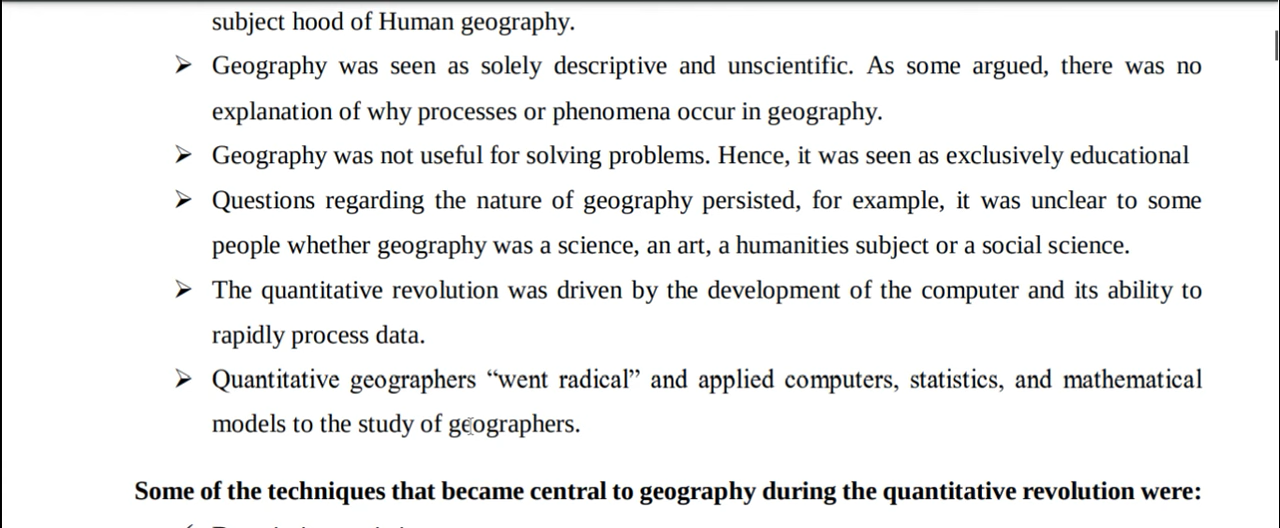 subject hood of Human geography.
➤ Geography was seen as solely descriptive and unscientific. As some argued, there was no
explanation of why processes or phenomena occur in geography.
➤ Geography was not useful for solving problems. Hence, it was seen as exclusively educational
➤ Questions regarding the nature of geography persisted, for example, it was unclear to some
people whether geography was a science, an art, a humanities subject or a social science.
➤ The quantitative revolution was driven by the development of the computer and its ability to
rapidly process data.
➤ Quantitative geographers “went radical” and applied computers, statistics, and mathematical
models to the study of geographers.
Some of the techniques that became central to geography during the quantitative revolution were: